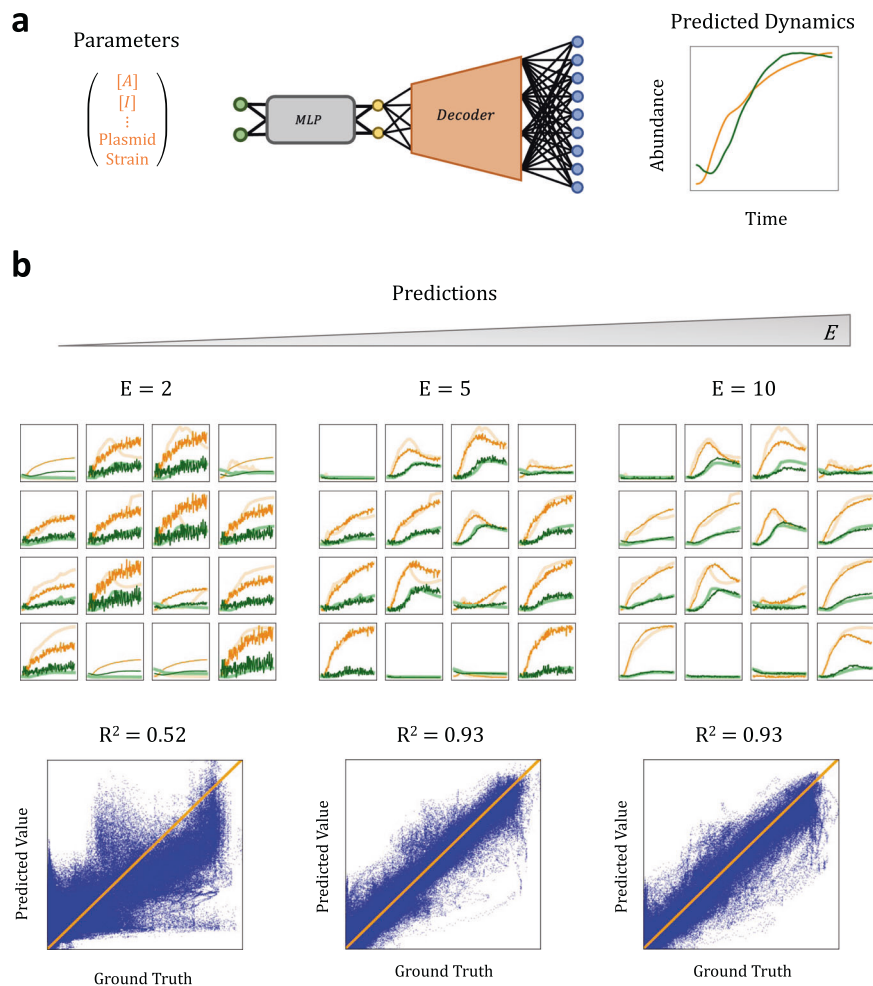 a
Parameters
[A]
[I]
⋮
Plasmid
Strain
MLP
Decoder
Predicted Dynamics
Abundance
Time
b
Predictions
E
E = 2
E = 5
E = 10
R² = 0.52
R² = 0.93
R² = 0.93
Predicted Value
Ground Truth
Predicted Value
Ground Truth
Predicted Value
Ground Truth